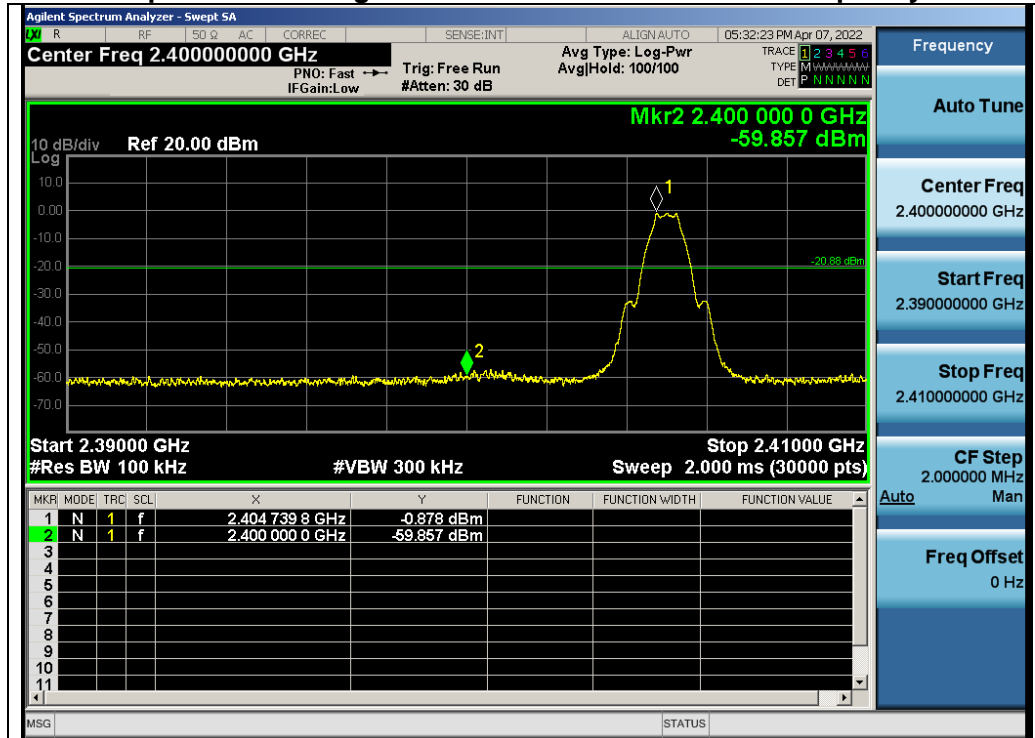 Agilent Spectrum Analyzer - Swept SA
LXI R RF 50 Ω AC CORREC SENSE:INT ALIGN AUTO 05:32:23 PM Apr 07, 2022
Center Freq 2.400000000 GHz
PNO: Fast
IFGain:Low
Trig: Free Run
#Atten: 30 dB
Avg Type: Log-Pwr
Avg|Hold: 100/100
TRACE 1 2 3 4 5 6
TYPE M
DET P N N N N N
Mkr2 2.400 000 0 GHz
-59.857 dBm
10 dB/div Ref 20.00 dBm
Log
10.0
0.00
-10.0
-20.0
-30.0
-40.0
-50.0
-60.0
-70.0
1
-20.88 dBm
2
Start 2.39000 GHz Stop 2.41000 GHz
#Res BW 100 kHz #VBW 300 kHz Sweep 2.000 ms (30000 pts)
MKR MODE TRC SCL X Y FUNCTION FUNCTION WIDTH FUNCTION VALUE
1 N 1 f 2.404 739 8 GHz -0.878 dBm
2 N 1 f 2.400 000 0 GHz -59.857 dBm
3
4
5
6
7
8
9
10
11
MSG STATUS
Frequency
Auto Tune
Center Freq
2.400000000 GHz
Start Freq
2.390000000 GHz
Stop Freq
2.410000000 GHz
CF Step
2.000000 MHz
Auto Man
Freq Offset
0 Hz